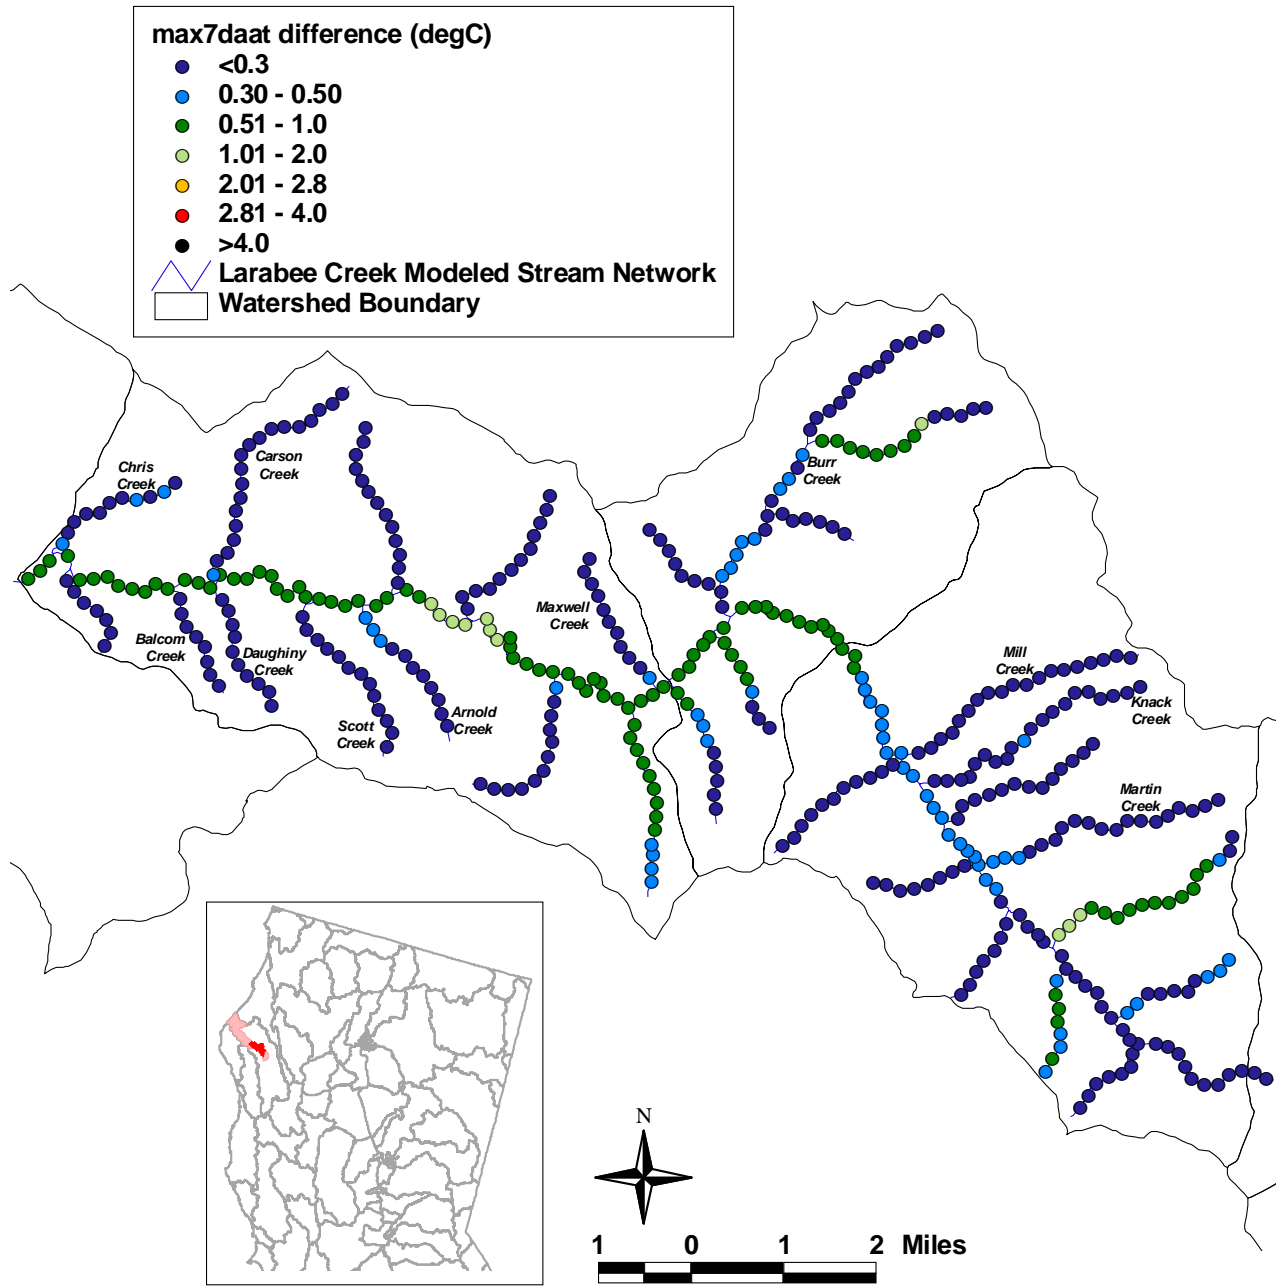 max7daat difference (degC)
<0.3
0.30 - 0.50
0.51 - 1.0
1.01 - 2.0
2.01 - 2.8
2.81 - 4.0
>4.0
Larabee Creek Modeled Stream Network
Watershed Boundary
Chris
Creek
Carson
Creek
Burr
Creek
Maxwell
Creek
Balcom
Creek
Daughiny
Creek
Scott
Creek
Arnold
Creek
Mill
Creek
Knack
Creek
Martin
Creek
N
1 0 1 2 Miles